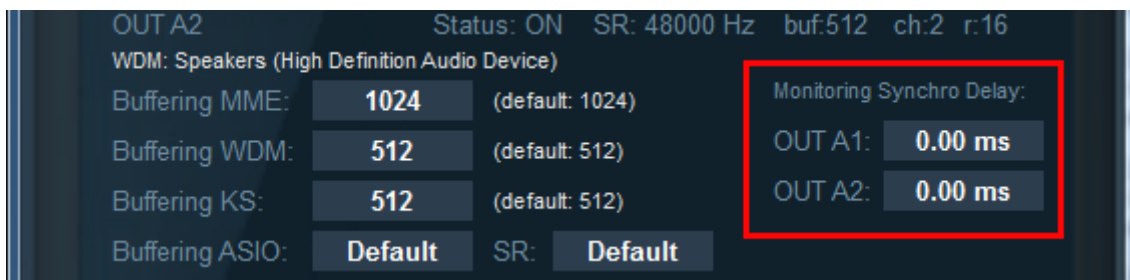 OUT A2 Status: ON SR: 48000 Hz buf:512 ch:2 r:16
WDM: Speakers (High Definition Audio Device)
Buffering MME: 1024 (default: 1024)
Buffering WDM: 512 (default: 512)
Buffering KS: 512 (default: 512)
Buffering ASIO: Default SR: Default
Monitoring Synchro Delay:
OUT A1: 0.00 ms
OUT A2: 0.00 ms